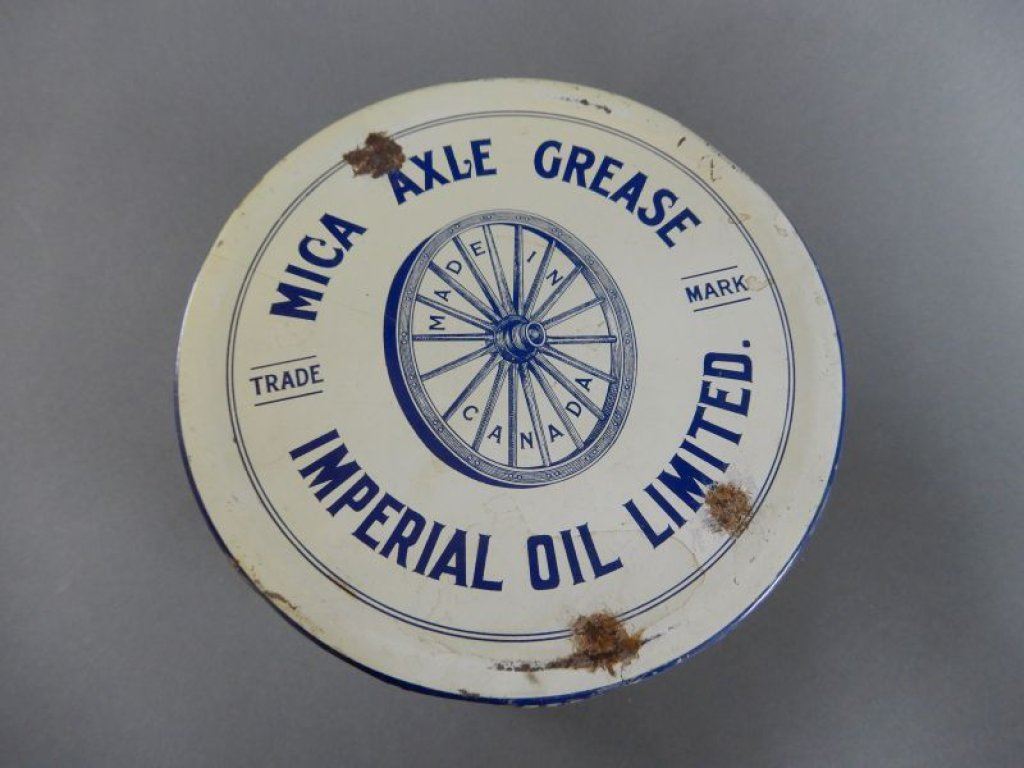 MICA AXLE GREASE
TRADE MARK
MADE IN
CANADA
IMPERIAL OIL LIMITED.